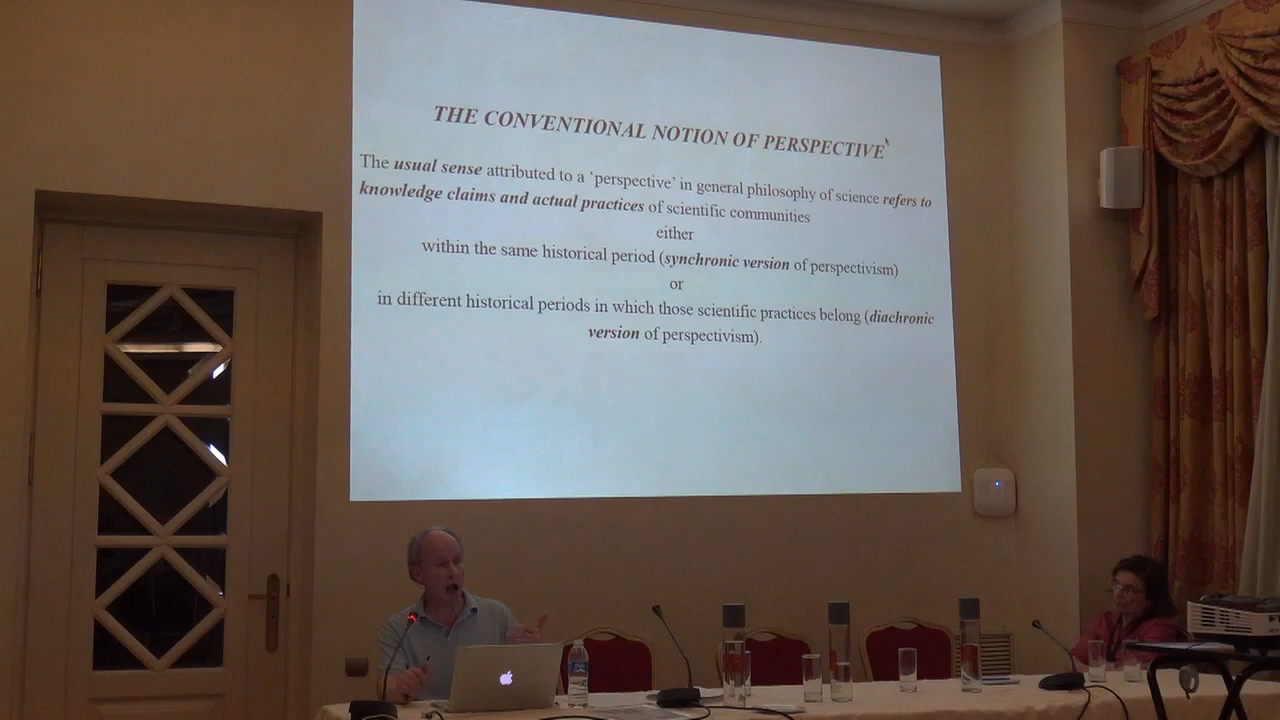 THE CONVENTIONAL NOTION OF PERSPECTIVE
The usual sense attributed to a ‘perspective’ in general philosophy of science refers to
knowledge claims and actual practices of scientific communities
either
within the same historical period (synchronic version of perspectivism)
or
in different historical periods in which those scientific practices belong (diachronic
version of perspectivism).